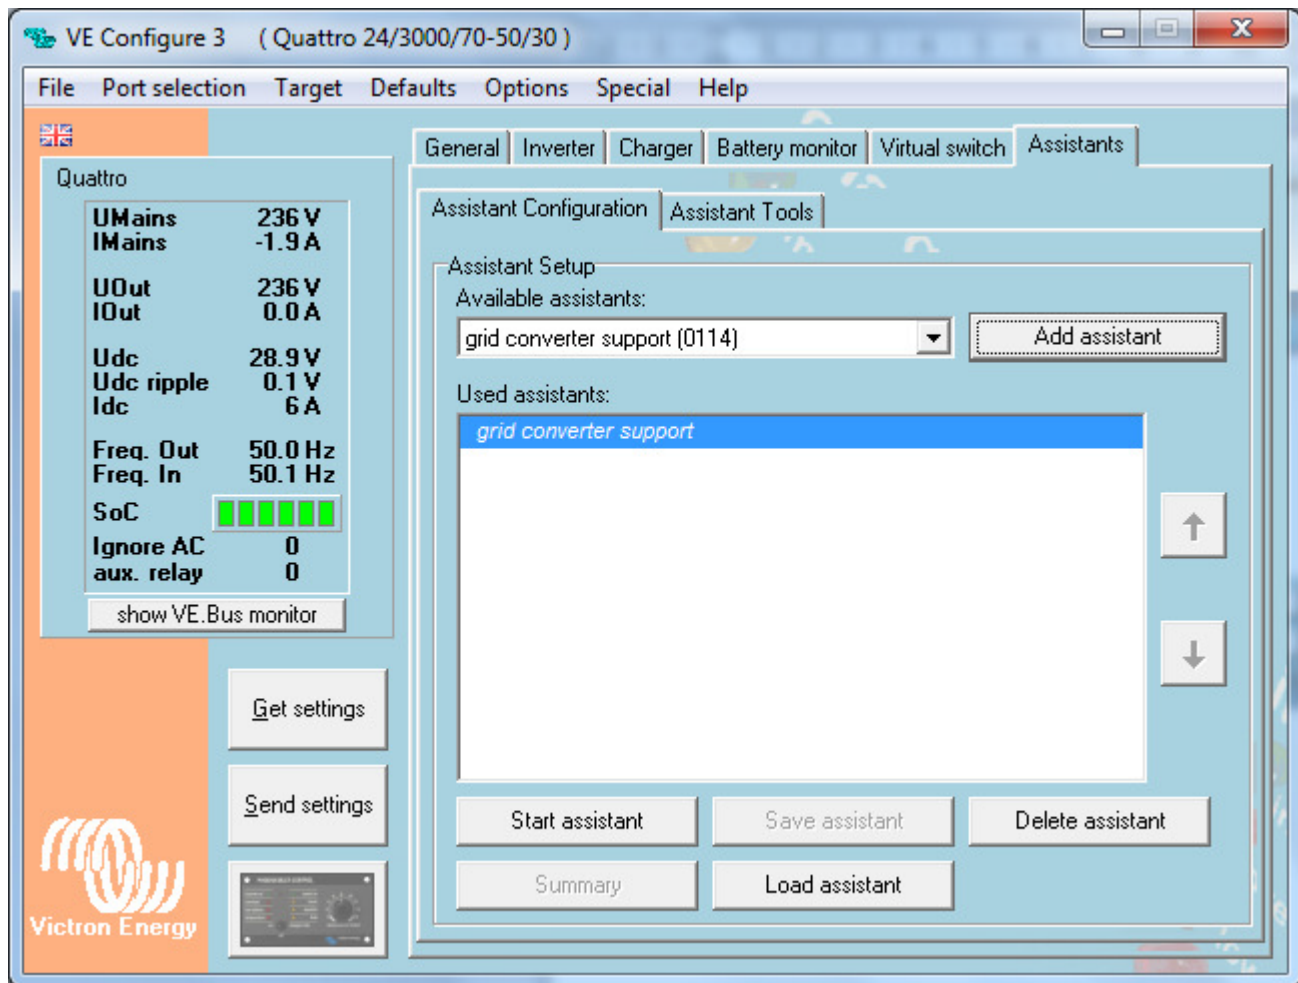 VE Configure 3 ( Quattro 24/3000/70-50/30 )
File Port selection Target Defaults Options Special Help
General Inverter Charger Battery monitor Virtual switch Assistants
Quattro
UMains 236 V
IMains -1.9 A
UOut 236 V
IOut 0.0 A
Udc 28.9 V
Udc ripple 0.1 V
Idc 6 A
Freq. Out 50.0 Hz
Freq. In 50.1 Hz
SoC
Ignore AC 0
aux. relay 0
show VE.Bus monitor
Get settings
Send settings
Victron Energy
Assistant Configuration Assistant Tools
Assistant Setup
Available assistants:
grid converter support (0114) Add assistant
Used assistants:
grid converter support
Start assistant Save assistant Delete assistant
Summary Load assistant